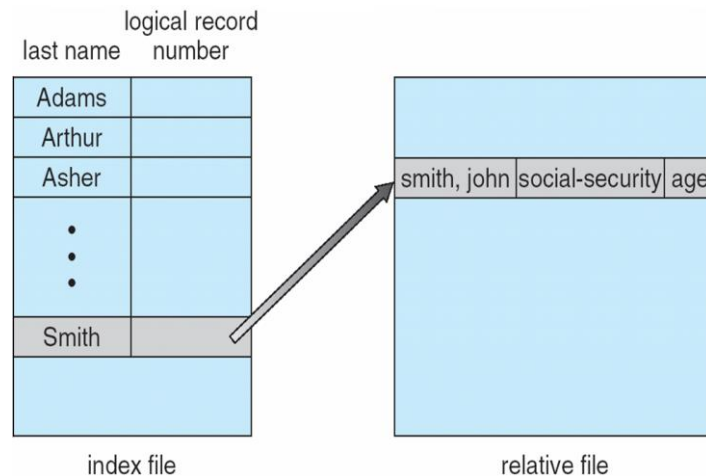 logical record
last name number
Adams
Arthur
Asher
smith, john social-security age
Smith
index file relative file